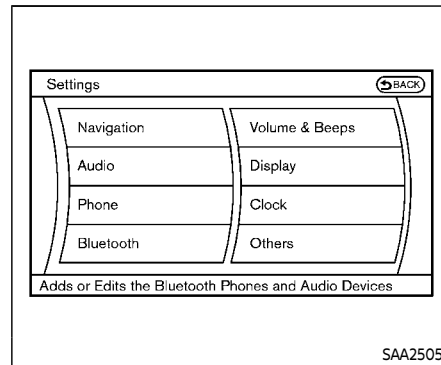 Settings
BACK
Navigation
Volume & Beeps
Audio
Display
Phone
Clock
Bluetooth
Others
Adds or Edits the Bluetooth Phones and Audio Devices
SAA2505